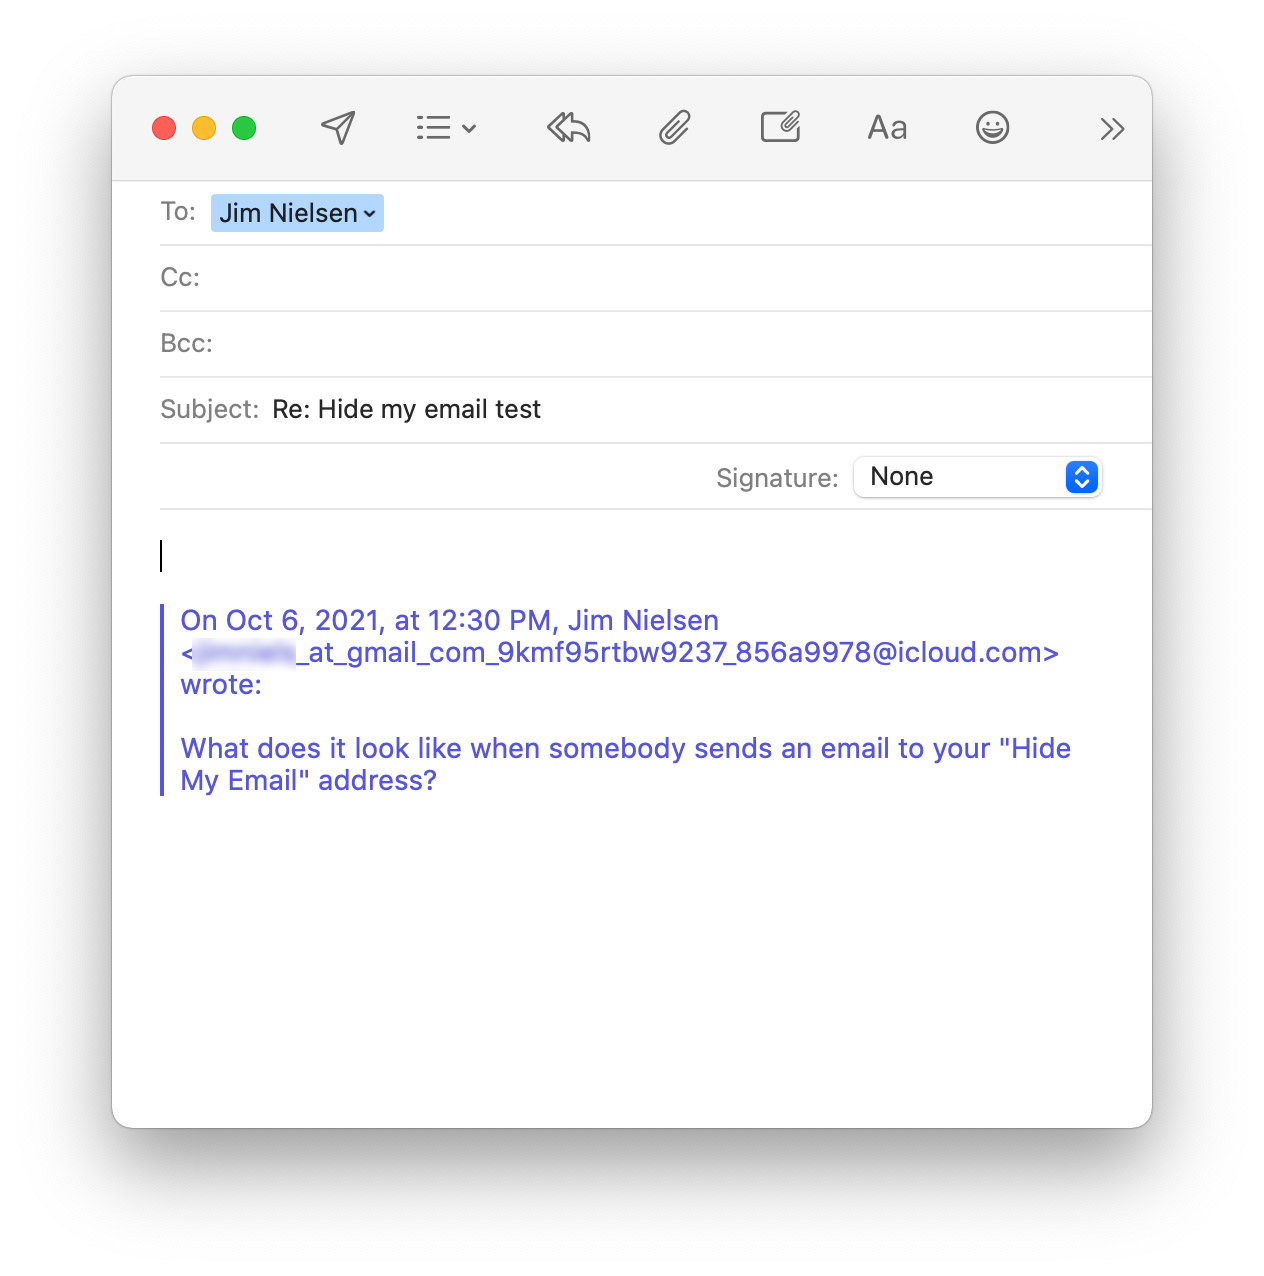 Aa
To: Jim Nielsen
Cc:
Bcc:
Subject: Re: Hide my email test
Signature: None
On Oct 6, 2021, at 12:30 PM, Jim Nielsen
<_at_gmail_com_9kmf95rtbw9237_856a9978@icloud.com>
wrote:
What does it look like when somebody sends an email to your "Hide
My Email" address?